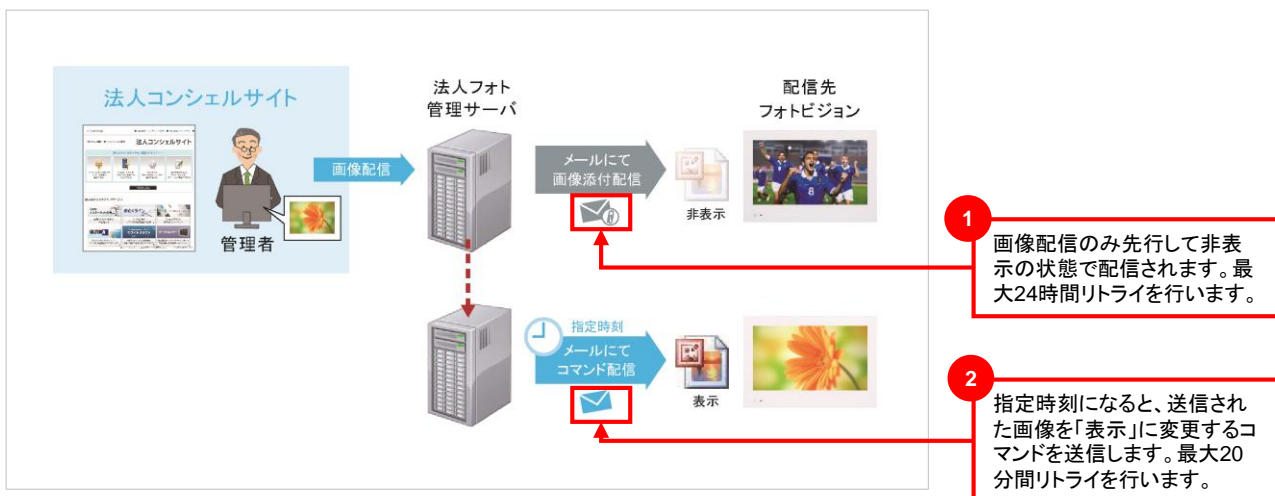 法人コンシェルサイト
法人コンシェルサイト
管理者
画像配信
法人フォト
管理サーバ
メールにて
画像添付配信
非表示
配信先
フォトビジョン
指定時刻
メールにて
コマンド配信
表示
1
画像配信のみ先行して非表
示の状態で配信されます。最
大24時間リトライを行います。
2
指定時刻になると、送信され
た画像を「表示」に変更するコ
マンドを送信します。最大20
分間リトライを行います。